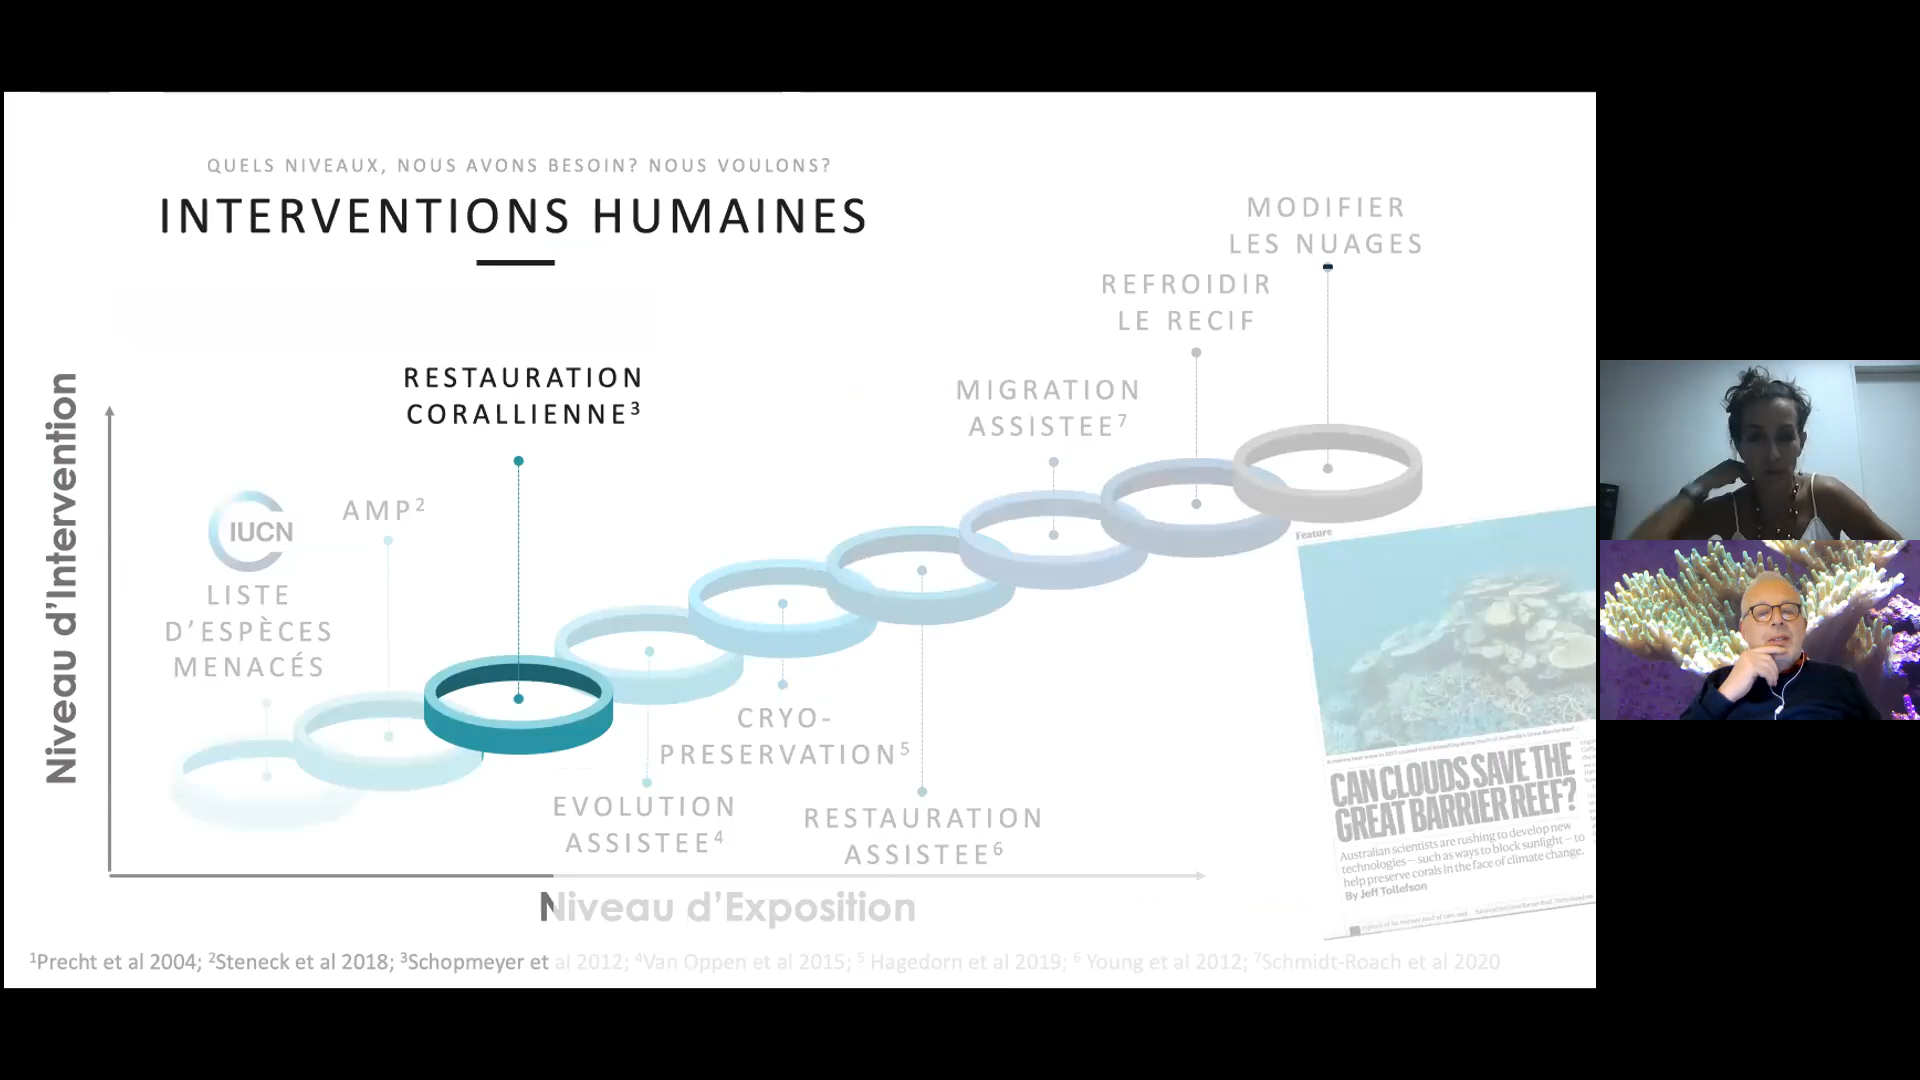 QUELS NIVEAUX, NOUS AVONS BESOIN? NOUS VOULONS?
INTERVENTIONS HUMAINES
MODIFIER
LES NUAGES
REFROIDIR
LE RECIF
RESTAURATION
CORALLIENNE³
MIGRATION
ASSISTEE⁷
AMP²
IUCN
LISTE
D’ESPÈCES
MENACÉS
CRYO-
PRESERVATION⁵
EVOLUTION
ASSISTEE⁴
RESTAURATION
ASSISTEE⁶
Niveau d’Intervention
Niveau d’Exposition
Feature
CAN CLOUDS SAVE THE
GREAT BARRIER REEF?
Australian scientists are rushing to develop new
technologies — such as ways to block sunlight — to
help preserve corals in the face of climate change.
By Jeff Tollefson
¹Precht et al 2004; ²Steneck et al 2018; ³Schopmeyer et al 2012; ⁴Van Oppen et al 2015; ⁵ Hagedorn et al 2019; ⁶ Young et al 2012; ⁷Schmidt-Roach et al 2020